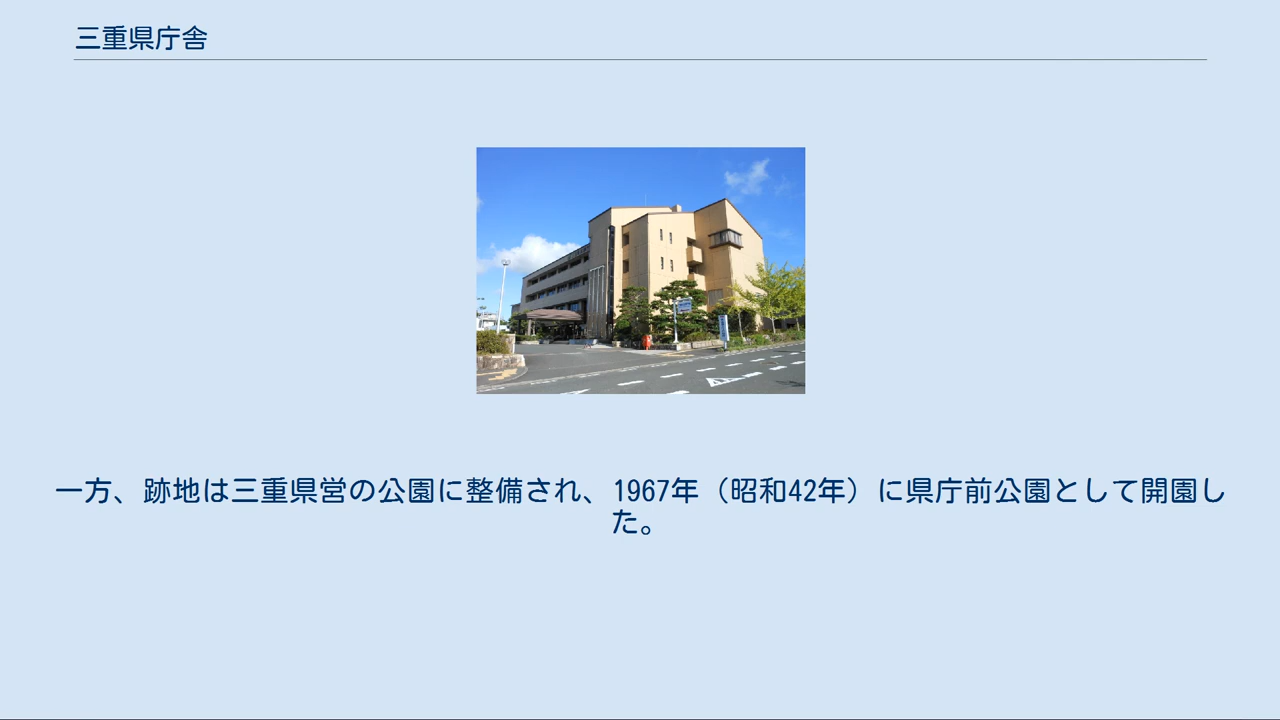 三重県庁舎
一方、跡地は三重県営の公園に整備され、1967年（昭和42年）に県庁前公園として開園し
た。